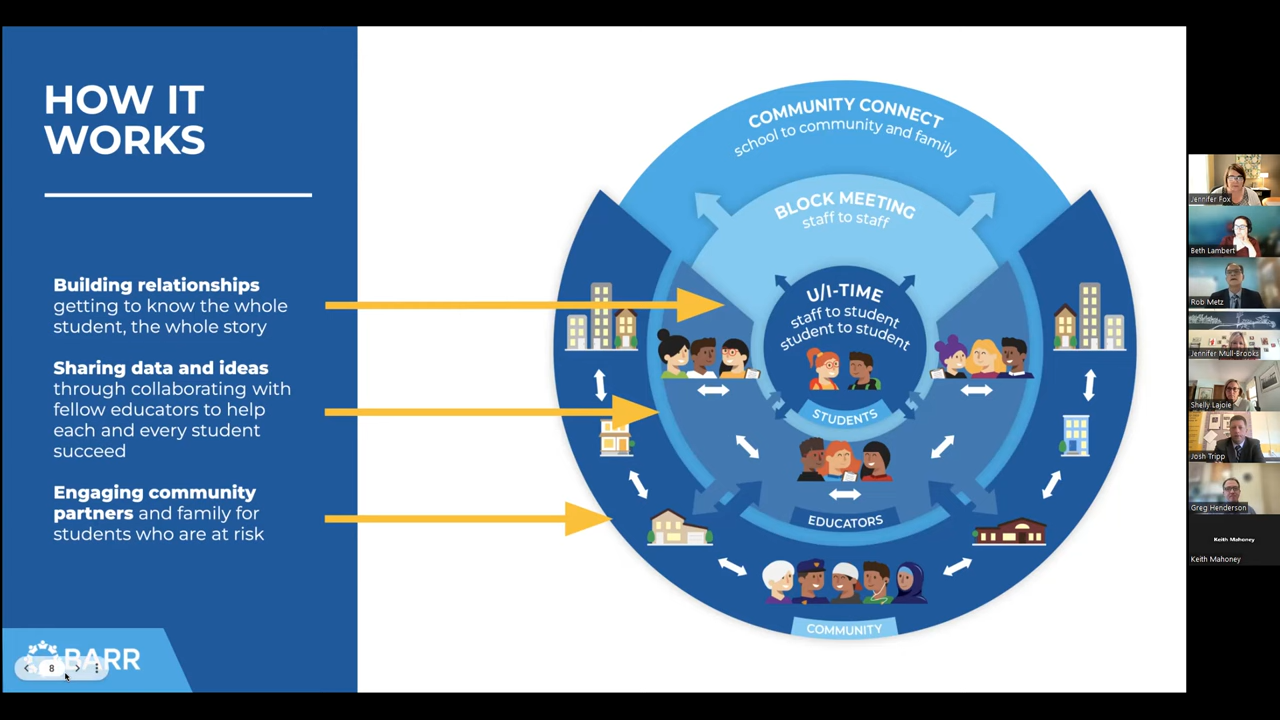 HOW IT
WORKS
Building relationships
getting to know the whole
student, the whole story
Sharing data and ideas
through collaborating with
fellow educators to help
each and every student
succeed
Engaging community
partners and family for
students who are at risk
BARR
8
COMMUNITY CONNECT
school to community and family
BLOCK MEETING
staff to staff
U/I-TIME
staff to student
student to student
STUDENTS
EDUCATORS
COMMUNITY
Jennifer Fox
Beth Lambert
Rob Metz
Jennifer Mull-Brooks
Shelly Lajoie
Josh Tripp
Greg Henderson
Keith Mahoney
Keith Mahoney